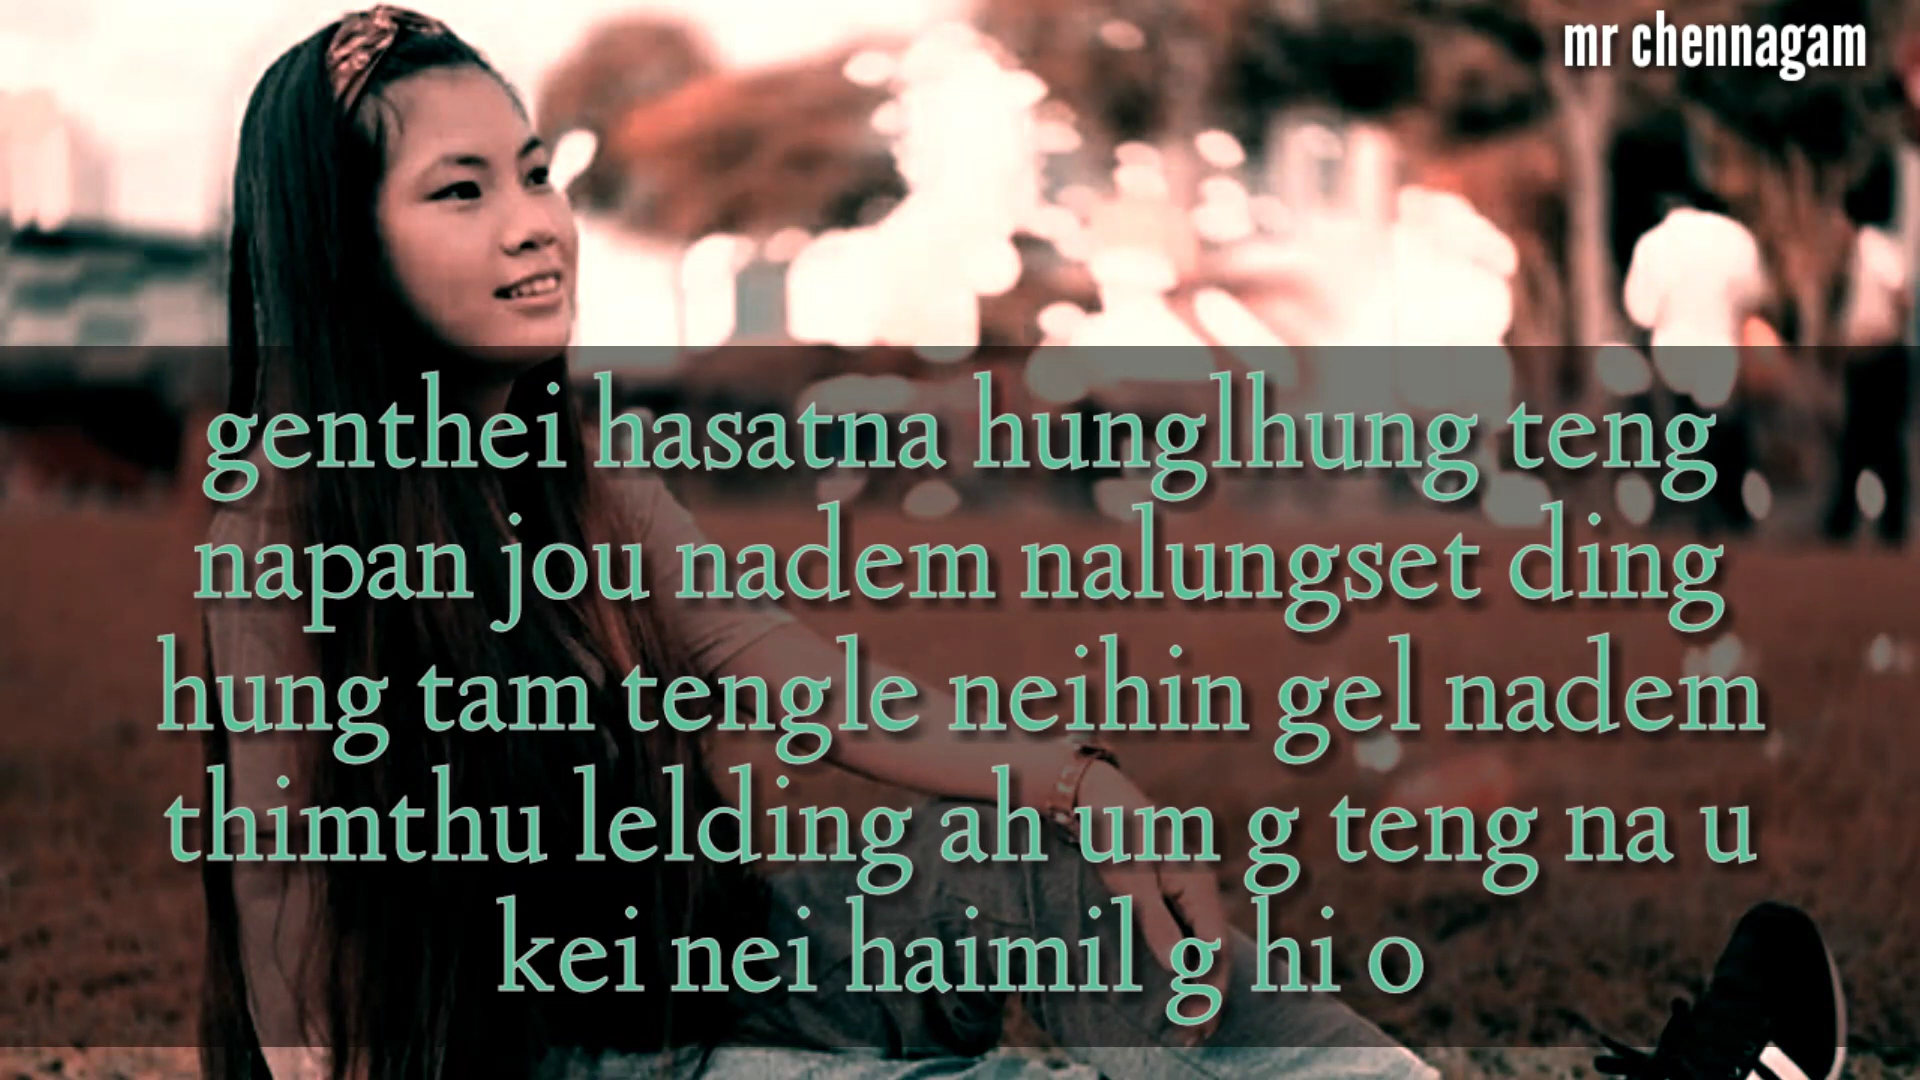 mr chennagam
genthei hasatna hunglhung teng
napan jou nadem nalungset ding
hung tam tengle neihin gel nadem
thimthu lelding ah um g teng na u
kei nei haimil g hi o